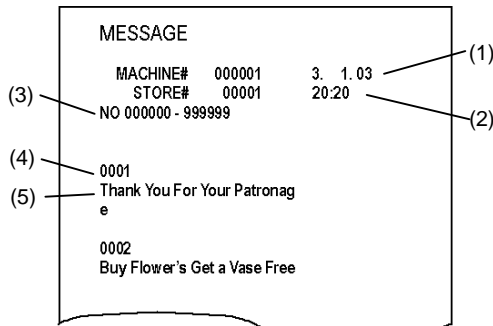 MESSAGE
MACHINE# 000001 3. 1. 03 (1)
STORE# 00001 20:20 (2)
(3) NO 000000 - 999999
(4) 0001
(5) Thank You For Your Patronag
e
0002
Buy Flower's Get a Vase Free